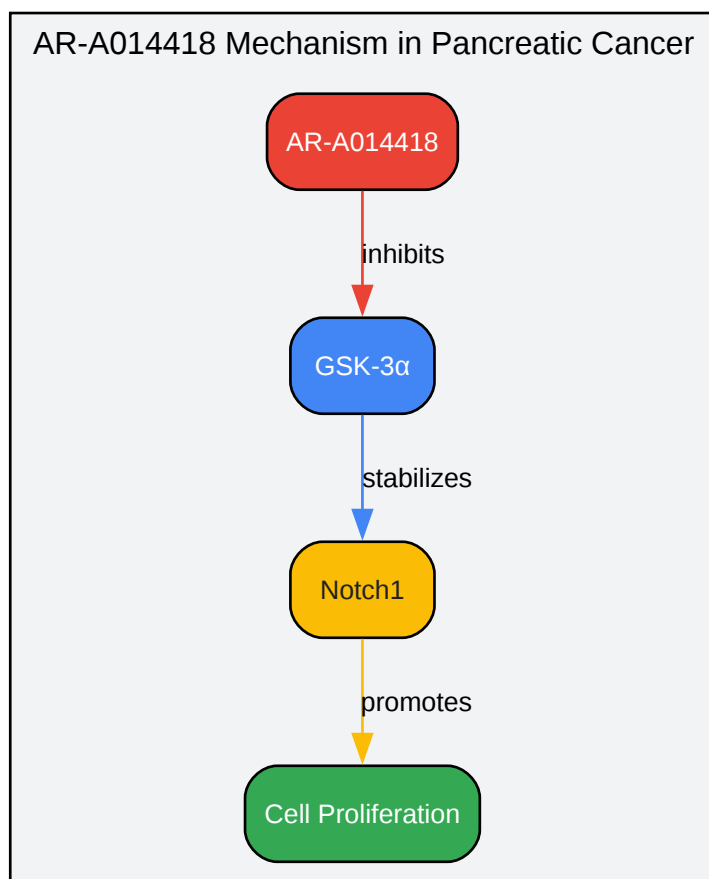 AR-A014418 Mechanism in Pancreatic Cancer
AR-A014418
inhibits
GSK-3α
stabilizes
Notch1
promotes
Cell Proliferation